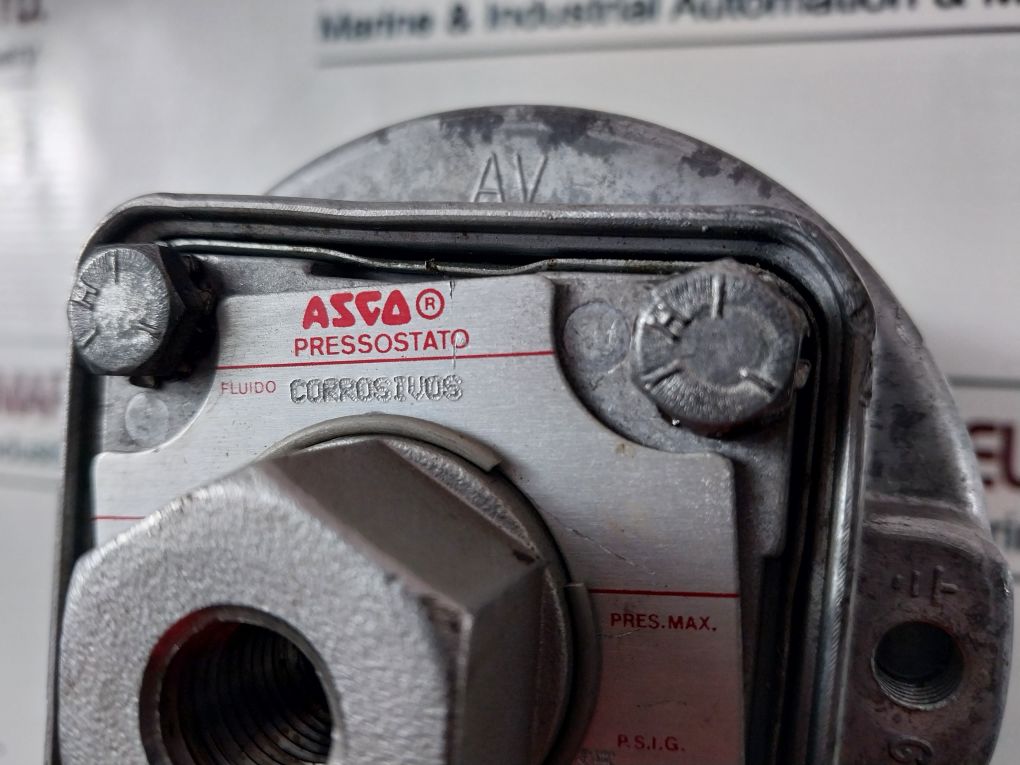 Marine & Industrial Automation &
AV
ASCO®
PRESSOSTATO
FLUIDO CORROSIVOS
PRES.MAX.
P.S.I.G.